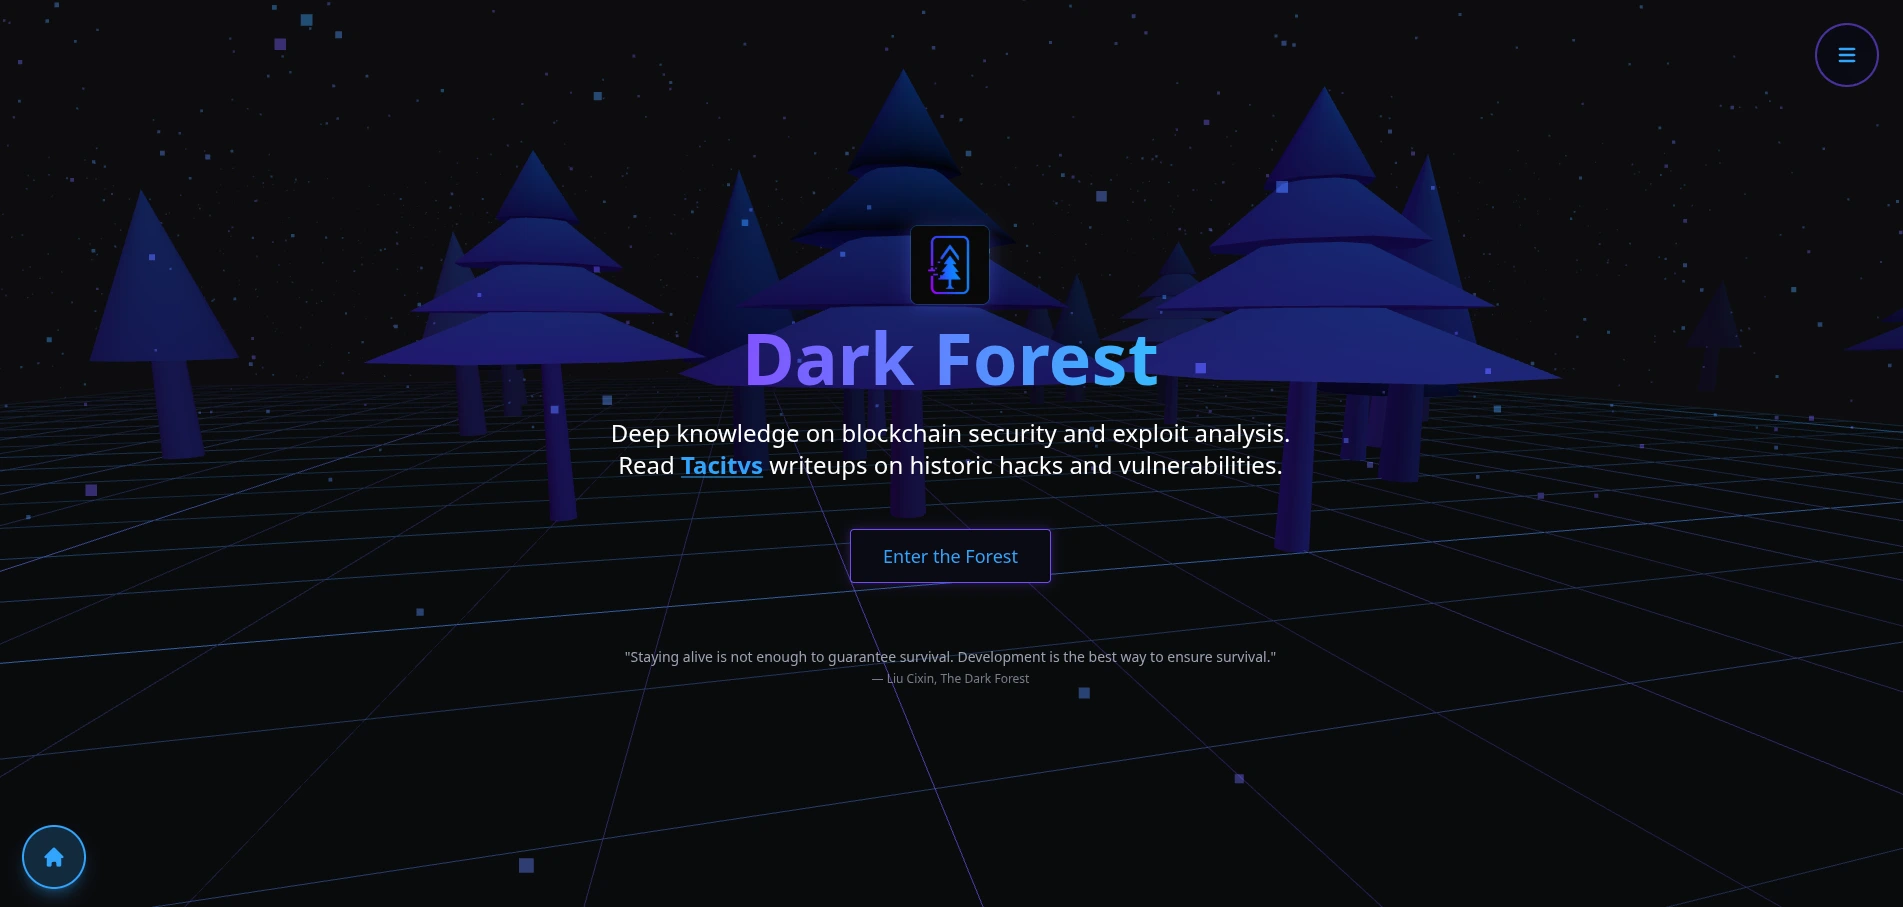 Dark Forest
Deep knowledge on blockchain security and exploit analysis.
Read Tacitvs writeups on historic hacks and vulnerabilities.
Enter the Forest
"Staying alive is not enough to guarantee survival. Development is the best way to ensure survival."
— Liu Cixin, The Dark Forest